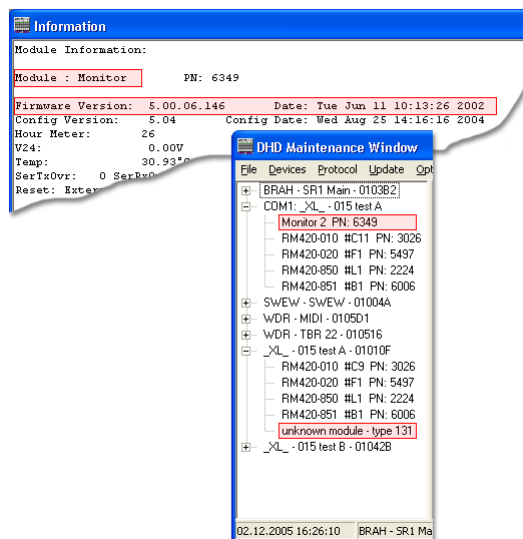 Information
Module Information:
Module : Monitor PN: 6349
Firmware Version: 5.00.06.146 Date: Tue Jun 11 10:13:26 2002
Config Version: 5.04 Config Date: Wed Aug 25 14:16:16 2004
Hour Meter: 26
V24: 0.00V
Temp: 30.93°
SerTxOvr: 0
Reset:
DHD Maintenance Window
File Devices Protocol Update Opt
BRAH - SR1 Main - 0103B2
COM1: _XL_ - 015 test A
Monitor 2 PN: 6349
RM420-010 #C11 PN: 3026
RM420-020 #F1 PN: 5497
RM420-850 #L1 PN: 2224
RM420-851 #B1 PN: 6006
SWEW - SWEW - 01004A
WDR - MIDI - 0105D1
WDR - TBR 22 - 010516
_XL_ - 015 test A - 01010F
RM420-010 #C9 PN: 3026
RM420-020 #F1 PN: 5497
RM420-850 #L1 PN: 2224
RM420-851 #B1 PN: 6006
unknown module - type 131
_XL_ - 015 test B - 01042B
02.12.2005 16:26:10 BRAH - SR1 Ma